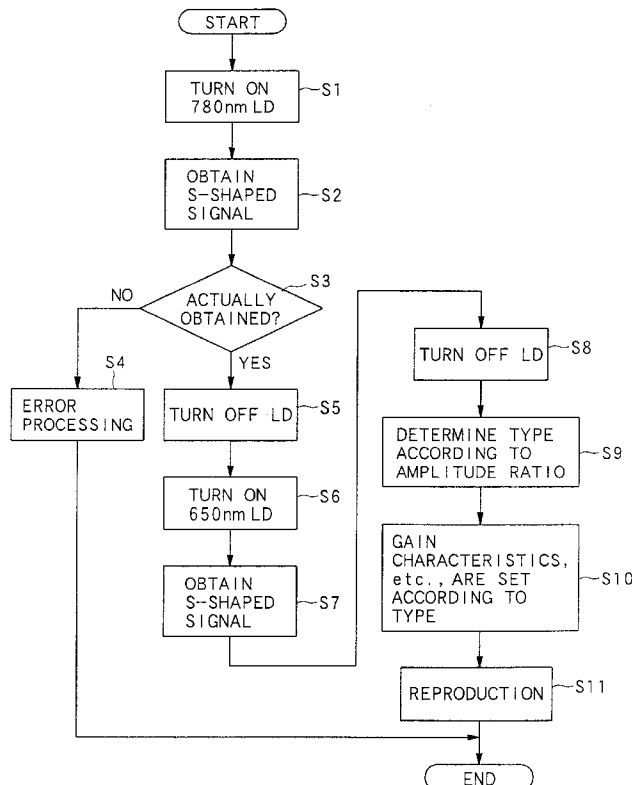 START
TURN ON
780nm LD
S1
OBTAIN
S-SHAPED
SIGNAL
S2
ACTUALLY
OBTAINED?
S3
NO
YES
S4
ERROR
PROCESSING
TURN OFF LD
S5
TURN ON
650nm LD
S6
OBTAIN
S-SHAPED
SIGNAL
S7
TURN OFF LD
S8
DETERMINE TYPE
ACCORDING TO
AMPLITUDE RATIO
S9
GAIN
CHARACTERISTICS,
etc., ARE SET
ACCORDING TO
TYPE
S10
REPRODUCTION
S11
END